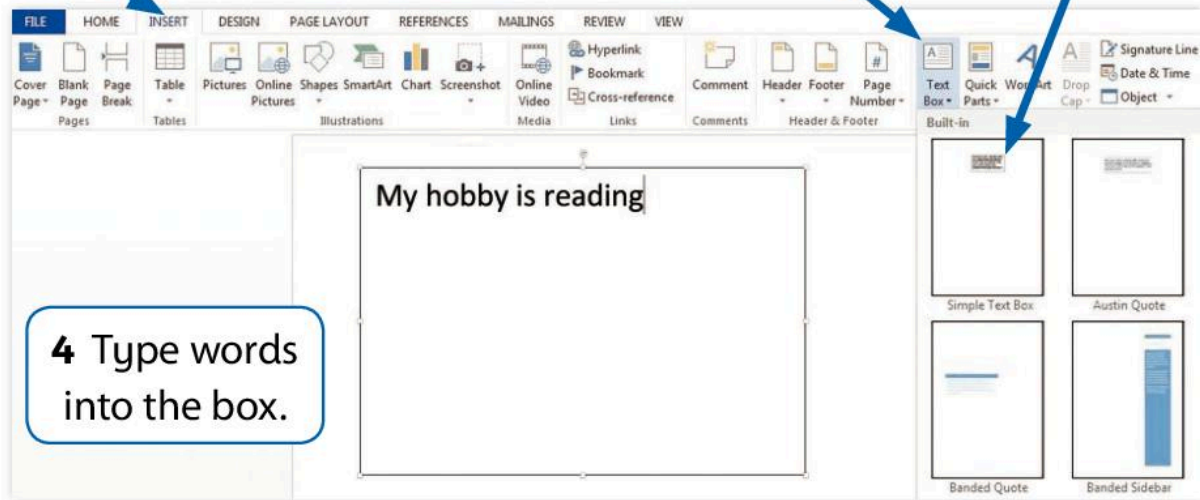 FILE HOME INSERT DESIGN PAGE LAYOUT REFERENCES MAILINGS REVIEW VIEW
Cover Page
Blank Page
Page Break
Pages
Table
Tables
Pictures
Online Pictures
Shapes
SmartArt
Chart
Screenshot
Illustrations
Online Video
Media
Hyperlink
Bookmark
Cross-reference
Links
Comment
Comments
Header
Footer
Page Number
Header & Footer
Text Box
Quick Parts
WordArt
Drop Cap
Signature Line
Date & Time
Object
Built-in
My hobby is reading
Simple Text Box
Austin Quote
4 Type words
into the box.
Banded Quote
Banded Sidebar